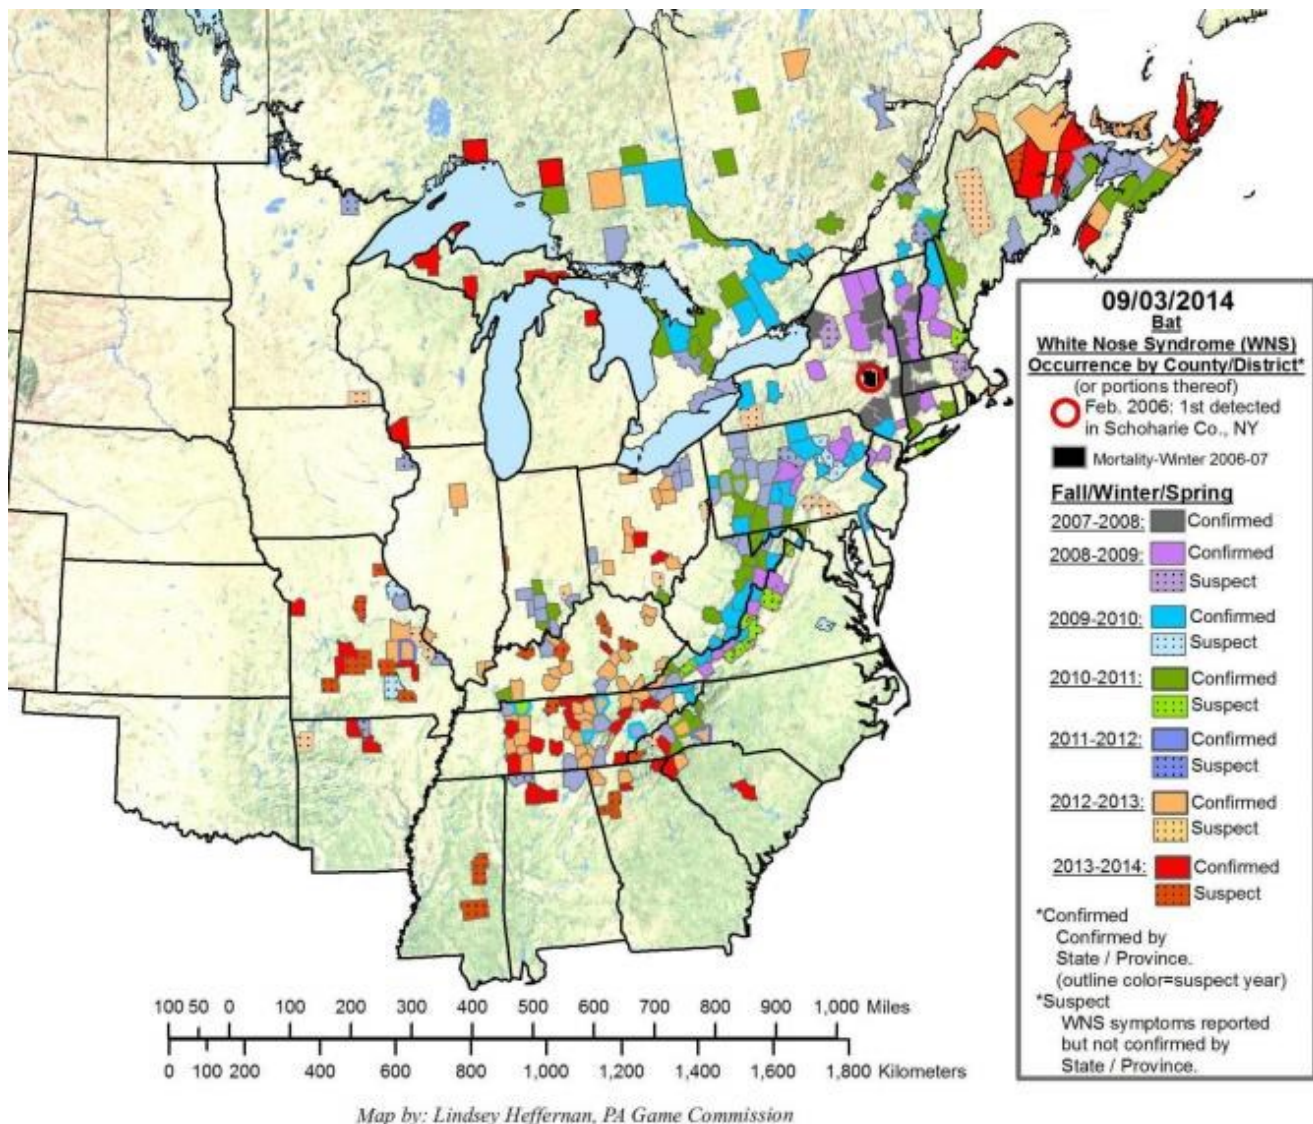 09/03/2014
Bat
White Nose Syndrome (WNS)
Occurrence by County/District*
(or portions thereof)
Feb. 2006: 1st detected
in Schoharie Co., NY
Mortality-Winter 2006-07
Fall/Winter/Spring
2007-2008: Confirmed
2008-2009: Confirmed
Suspect
2009-2010: Confirmed
Suspect
2010-2011: Confirmed
Suspect
2011-2012: Confirmed
Suspect
2012-2013: Confirmed
Suspect
2013-2014: Confirmed
Suspect
*Confirmed
Confirmed by
State / Province.
(outline color=suspect year)
*Suspect
WNS symptoms reported
but not confirmed by
State / Province.
100 50 0 100 200 300 400 500 600 700 800 900 1,000 Miles
0 100 200 400 600 800 1,000 1,200 1,400 1,600 1,800 Kilometers
Map by: Lindsey Heffernan, PA Game Commission